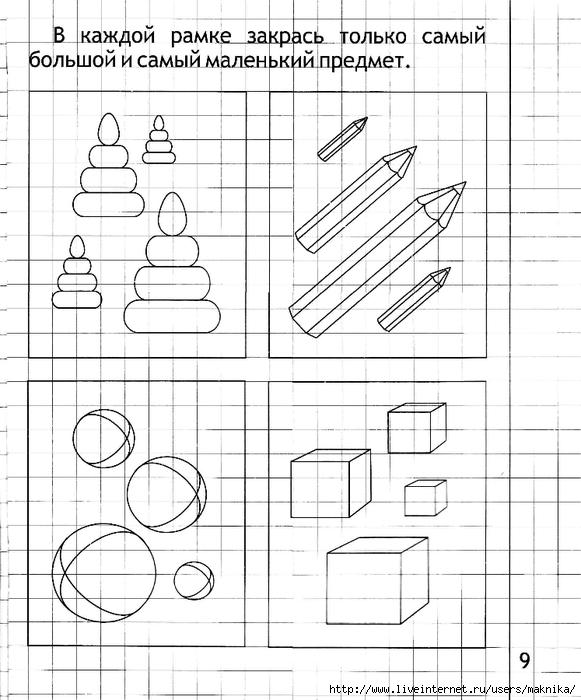 В каждой рамке закрась только самый
большой и самый маленький предмет.
9
http://www.liveinternet.ru/users/maknika/